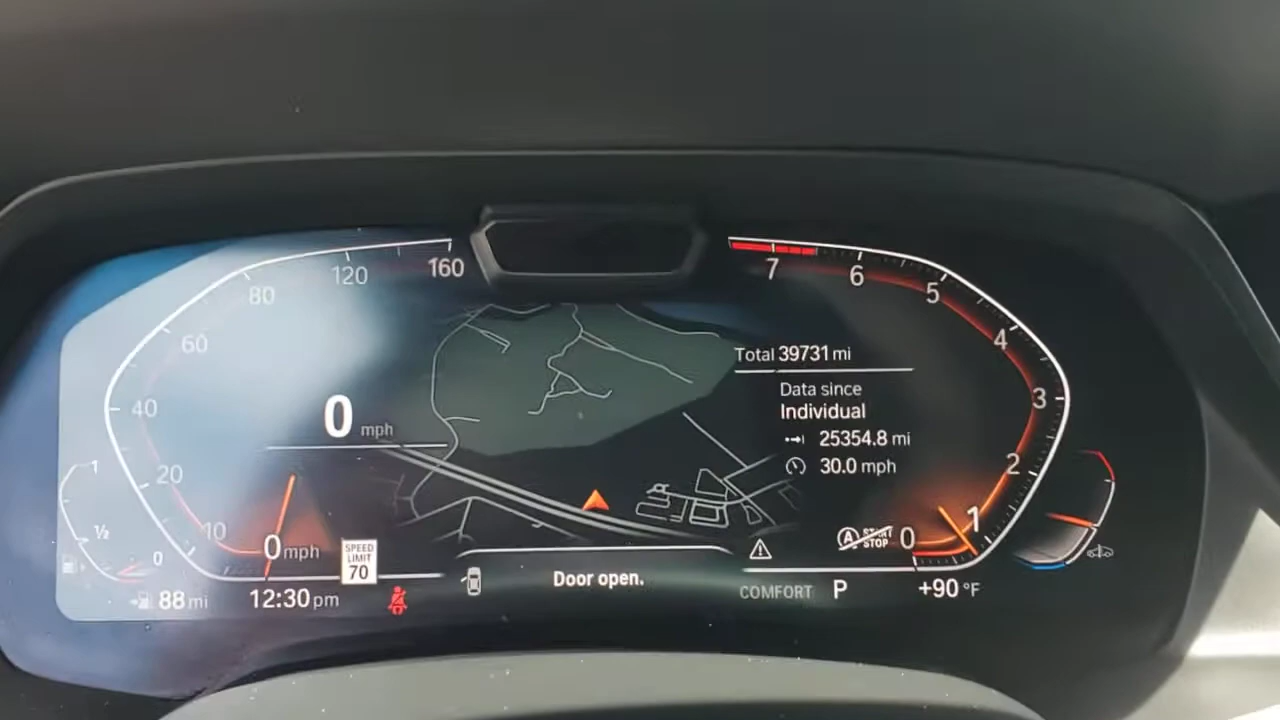 160
120
80
60
40
20
10
0 mph
0 mph
1
½
0
SPEED
LIMIT
70
88 mi
12:30 pm
7
6
5
4
3
2
1
0
Total 39731 mi
Data since
Individual
25354.8 mi
30.0 mph
A START
STOP
Door open.
COMFORT P
+90 °F